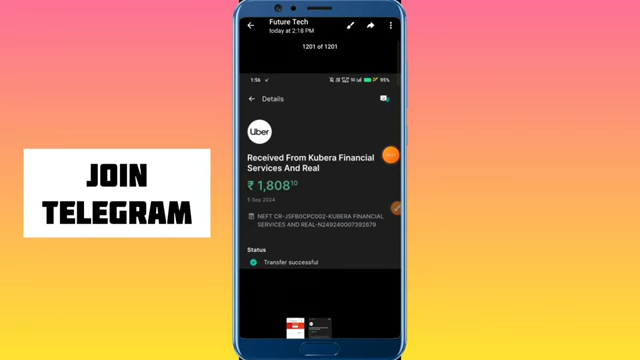 Future Tech
today at 2:18 PM
1201 of 1201
1:56
95%
Details
Uber
Received From Kubera Financial
Services And Real
₹ 1,808¹⁰
5 Sep 2024
NEFT CR-JSFB0CPC002-KUBERA FINANCIAL
SERVICES AND REAL-N249240007392679
Status
Transfer successful
JOIN
TELEGRAM